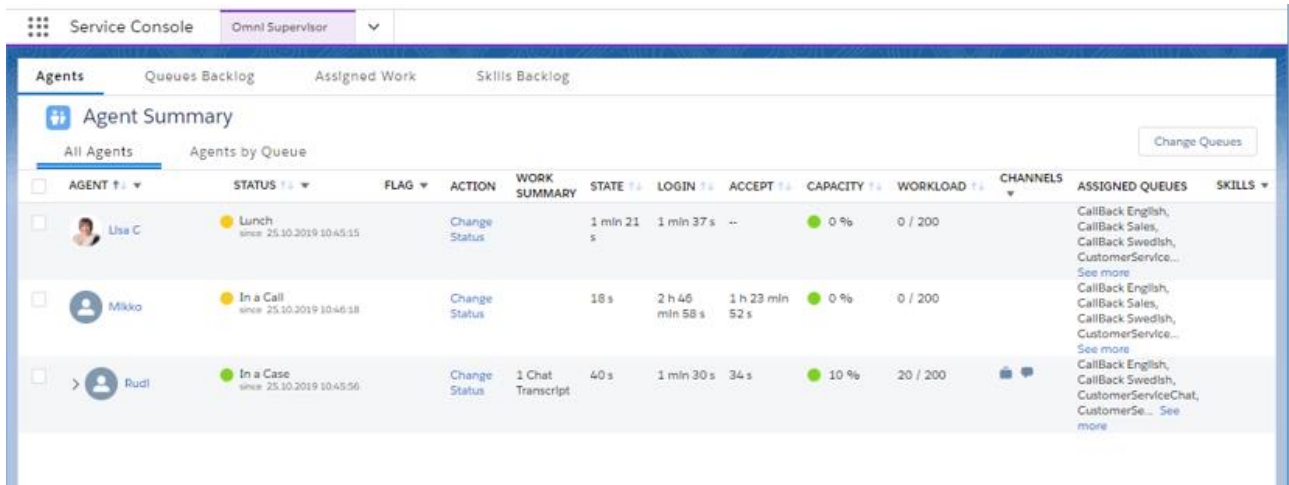 Service Console Omni Supervisor
Agents Queues Backlog Assigned Work Skills Backlog
Agent Summary
Change Queues
All Agents Agents by Queue
AGENT STATUS FLAG ACTION WORK SUMMARY STATE LOGIN ACCEPT CAPACITY WORKLOAD CHANNELS ASSIGNED QUEUES SKILLS
Lisa C Lunch Change 1 min 21 1 min 37 s -- 0 % 0 / 200 CallBack English,
since 25.10.2019 10:45:15 Status s CallBack Sales,
CallBack Swedish,
CustomerService...
See more
Mikko In a Call Change 18 s 2 h 46 1 h 23 min 0 % 0 / 200 CallBack English,
since 25.10.2019 10:46:18 Status min 58 s 52 s CallBack Sales,
CallBack Swedish,
CustomerService...
See more
Rudi In a Case Change 1 Chat 40 s 1 min 30 s 34 s 10 % 20 / 200 CallBack English,
since 25.10.2019 10:45:56 Status Transcript CallBack Swedish,
CustomerServiceChat,
CustomerSe... See
more